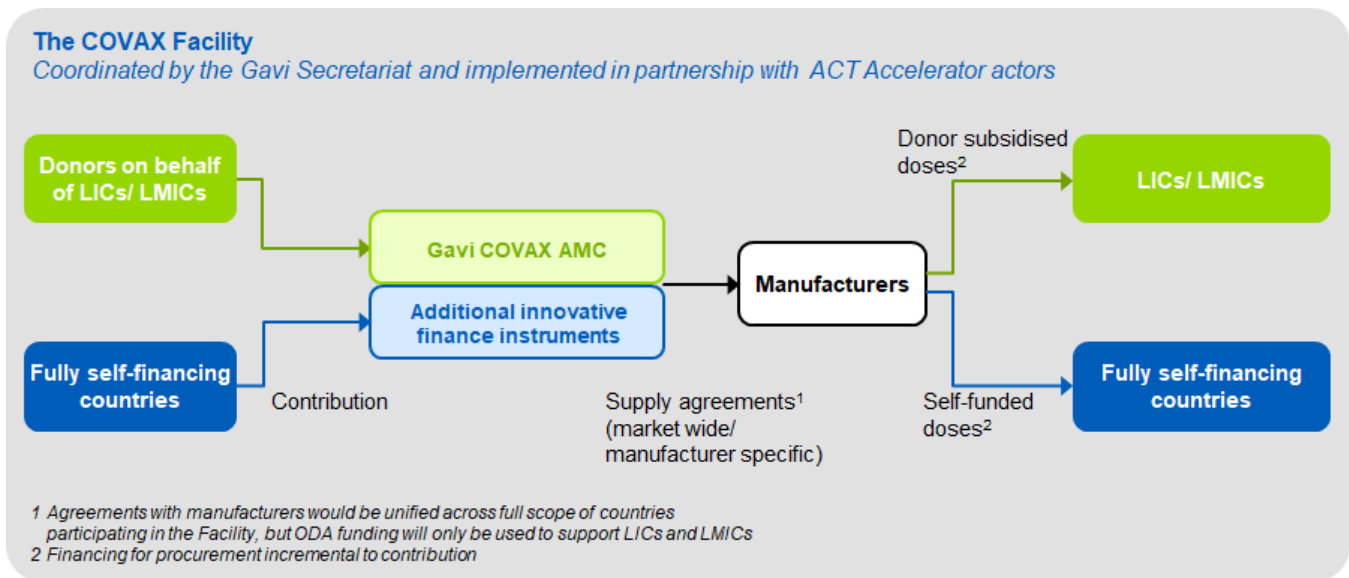 The COVAX Facility
Coordinated by the Gavi Secretariat and implemented in partnership with ACT Accelerator actors
Donors on behalf
of LICs/ LMICs
Gavi COVAX AMC
Additional innovative
finance instruments
Fully self-financing
countries
Contribution
Supply agreements¹
(market wide/
manufacturer specific)
Manufacturers
Donor subsidised
doses²
LICs/ LMICs
Self-funded
doses²
Fully self-financing
countries
1 Agreements with manufacturers would be unified across full scope of countries
participating in the Facility, but ODA funding will only be used to support LICs and LMICs
2 Financing for procurement incremental to contribution